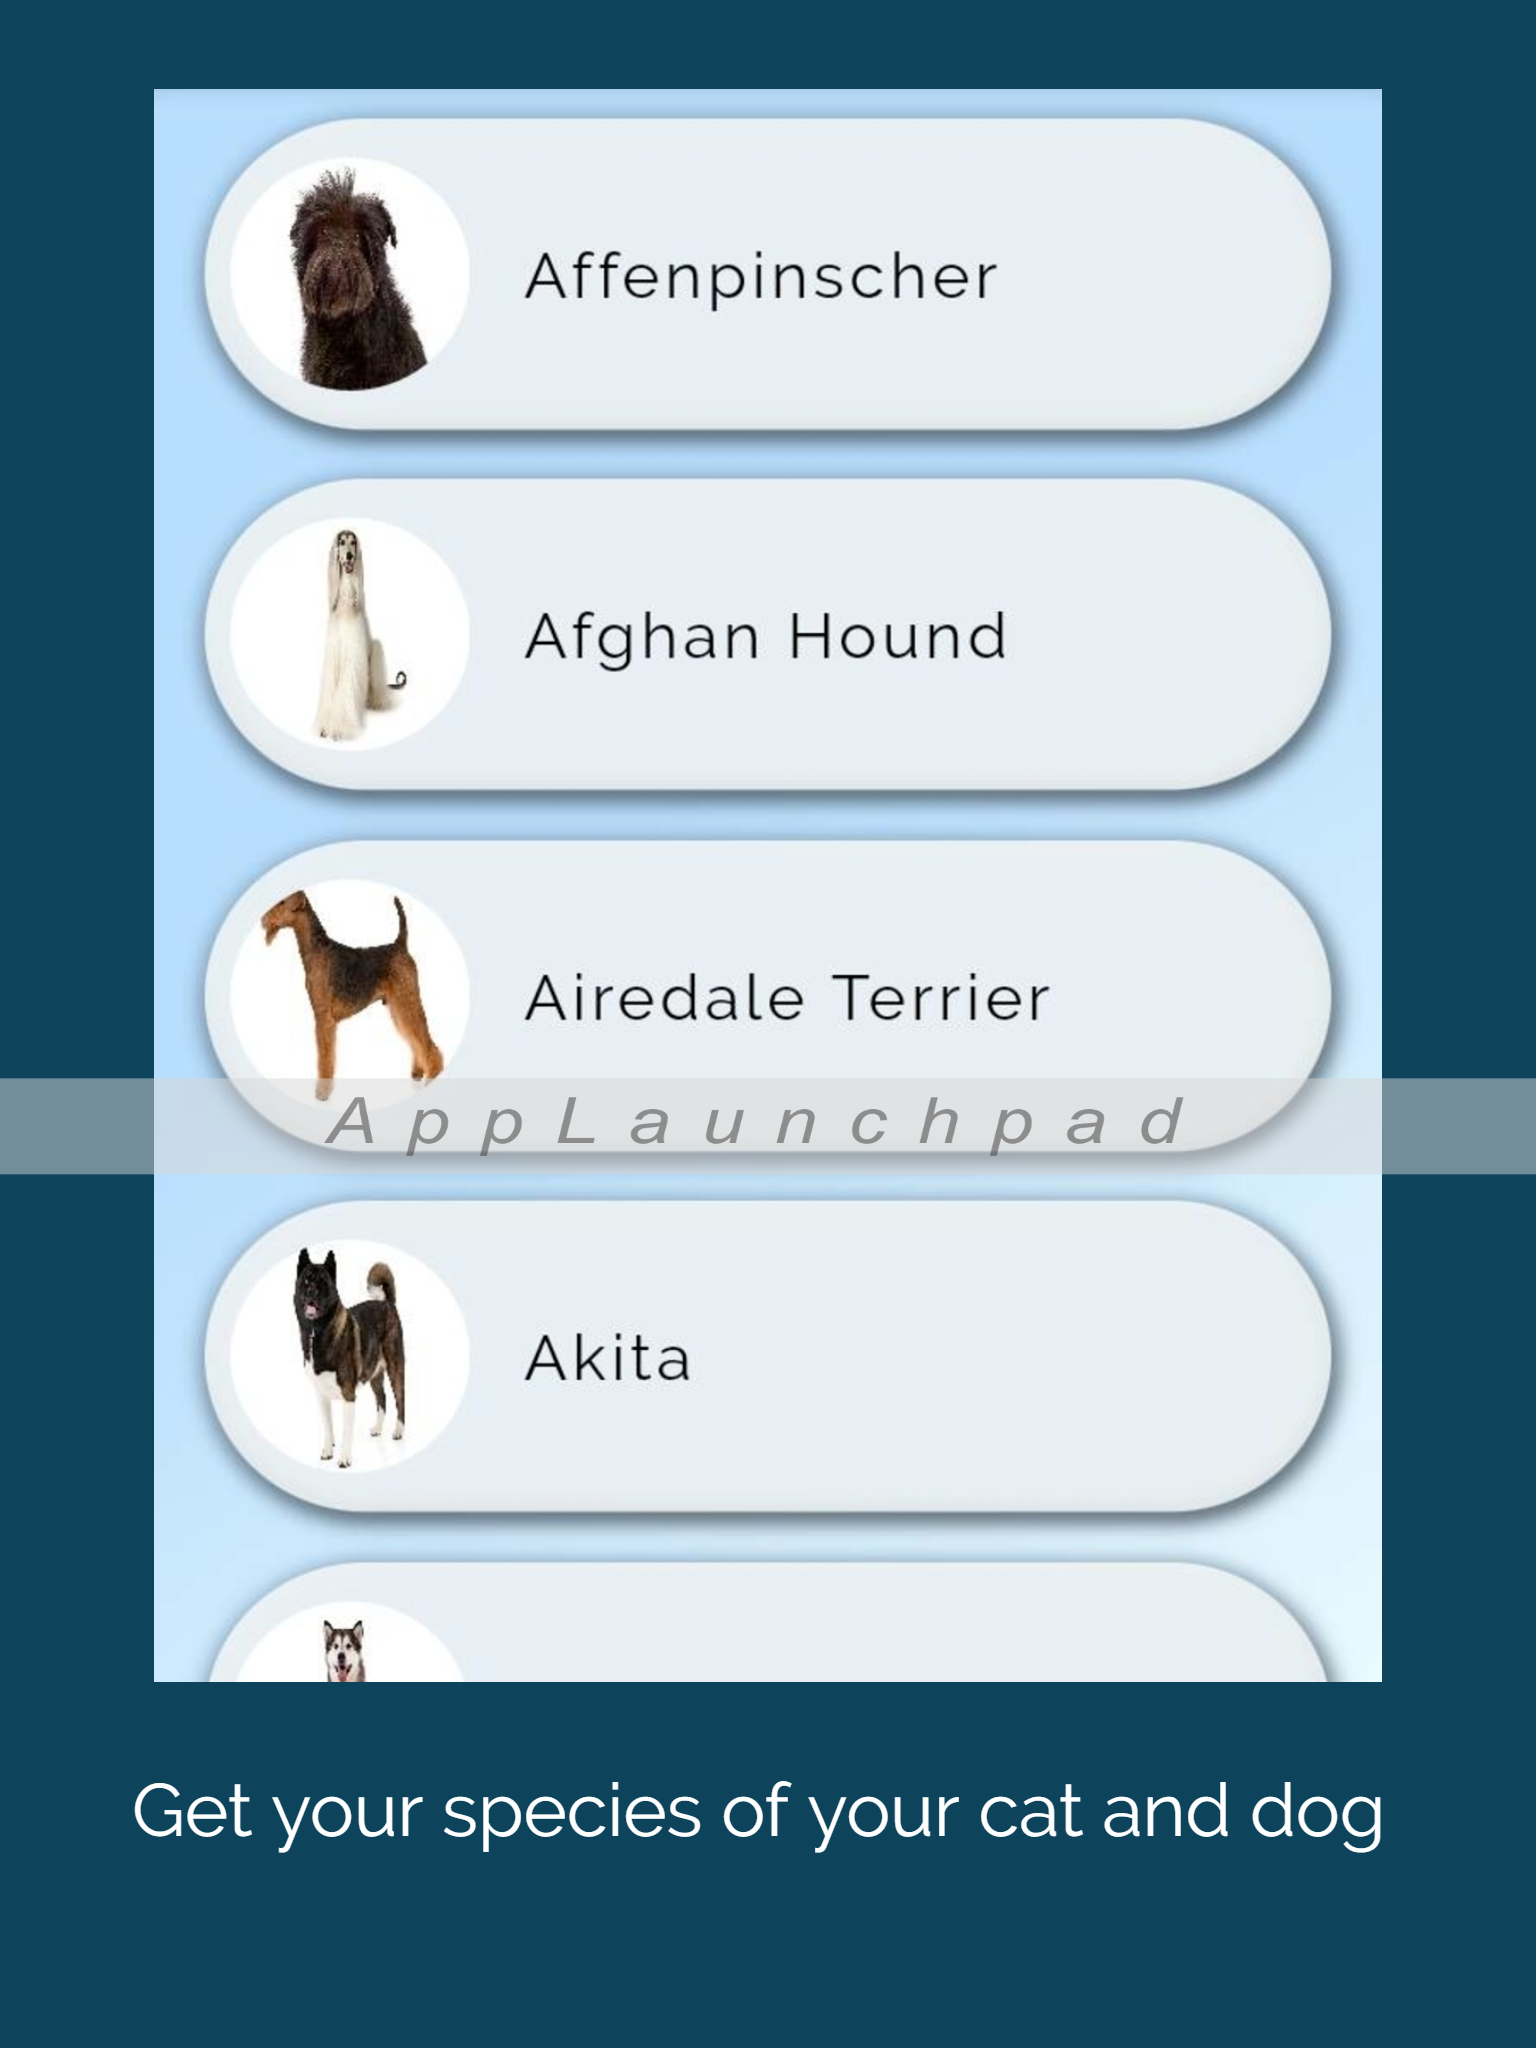 Affenpinscher
Afghan Hound
Airedale Terrier
AppLaunchpad
Akita
Get your species of your cat and dog